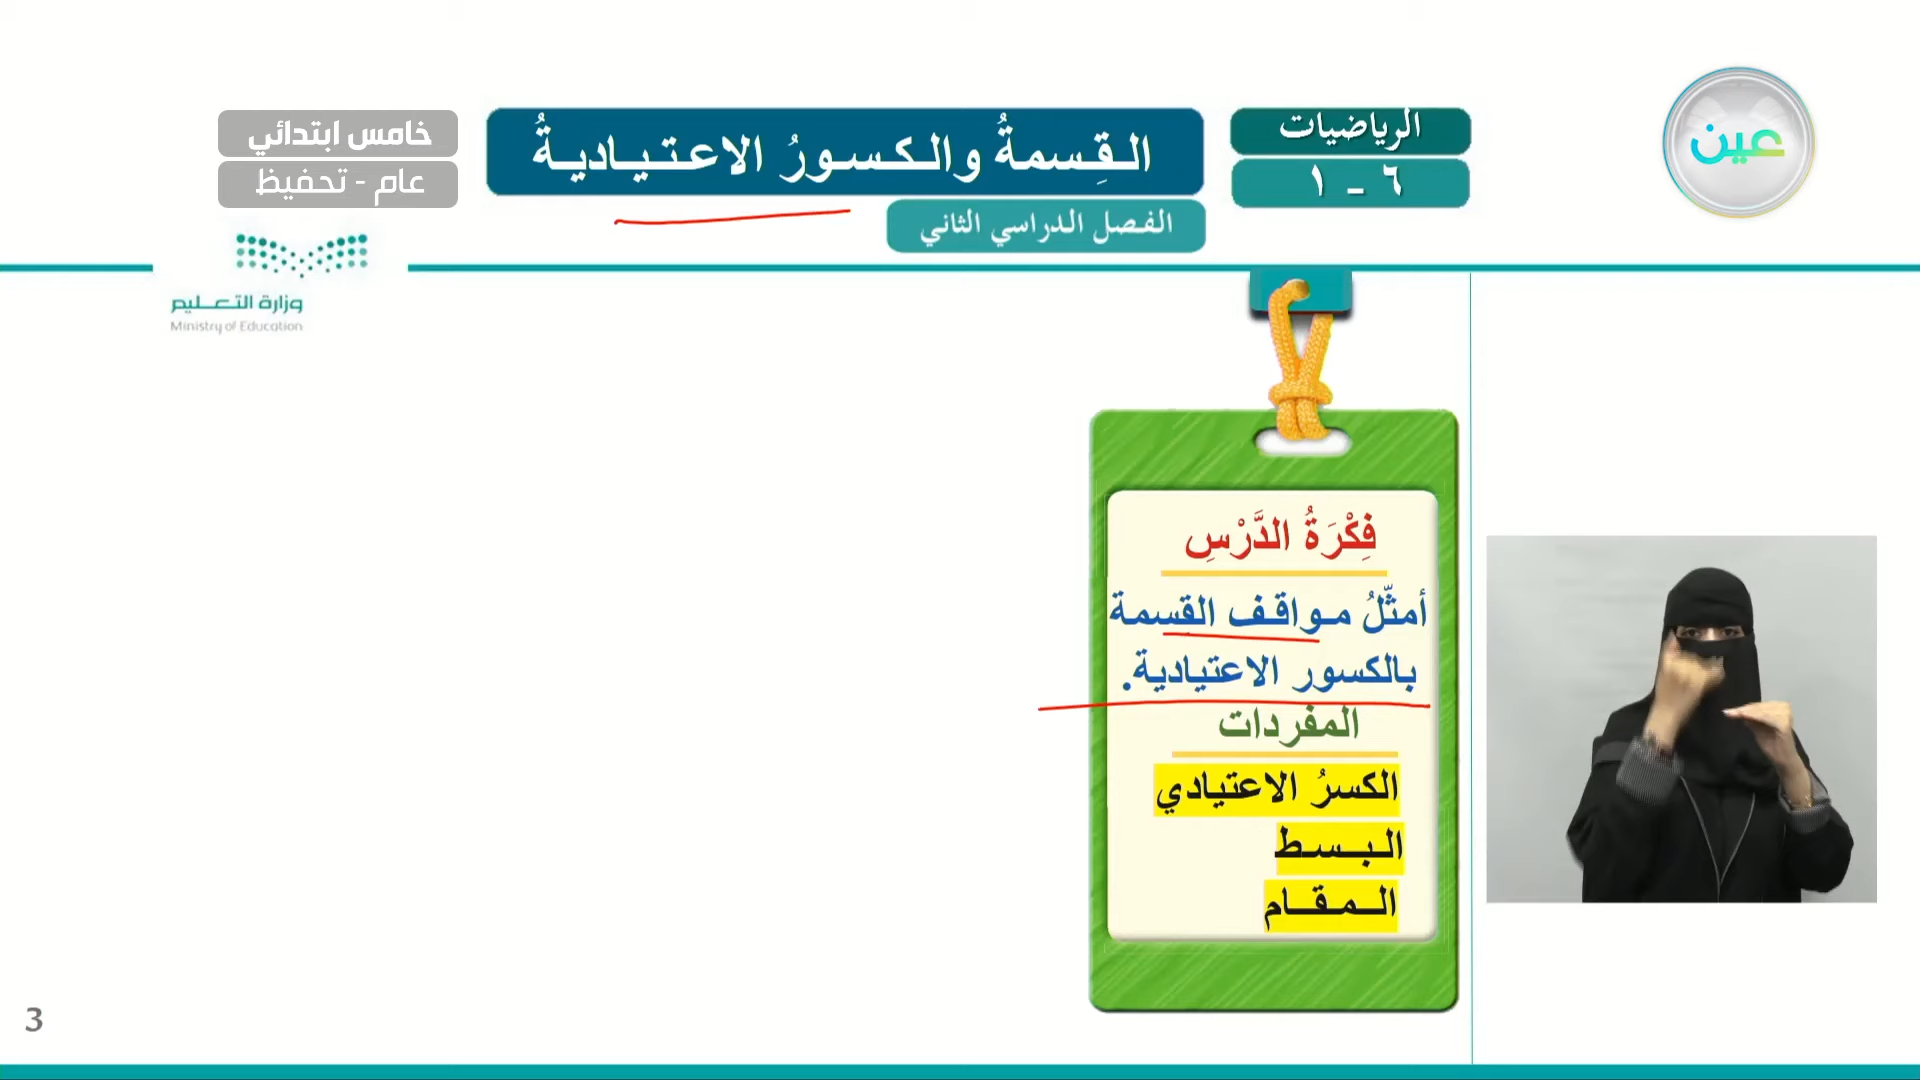 عين
الرياضيات
٦ - ١
القِسمةُ والكسورُ الاعتياديةُ
الفصل الدراسي الثاني
خامس ابتدائي
عام - تحفيظ
وزارة التعليم
Ministry of Education
فِكْرَةُ الدَّرْسِ
أمثّلُ مواقف القسمة
بالكسور الاعتيادية.
المفردات
الكسرُ الاعتيادي
البسط
المقام
3